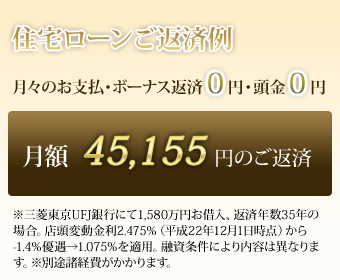 住宅ローンご返済例
月々のお支払・ボーナス返済0円・頭金0円
月額 45,155円のご返済
※三菱東京UFJ銀行にて1,580万円お借入、返済年数35年の
場合。店頭変動金利2.475%(平成22年12月1日時点)から
-1.4%優遇→1.075%を適用。融資条件により内容は異なりま
す。※別途諸経費がかかります。